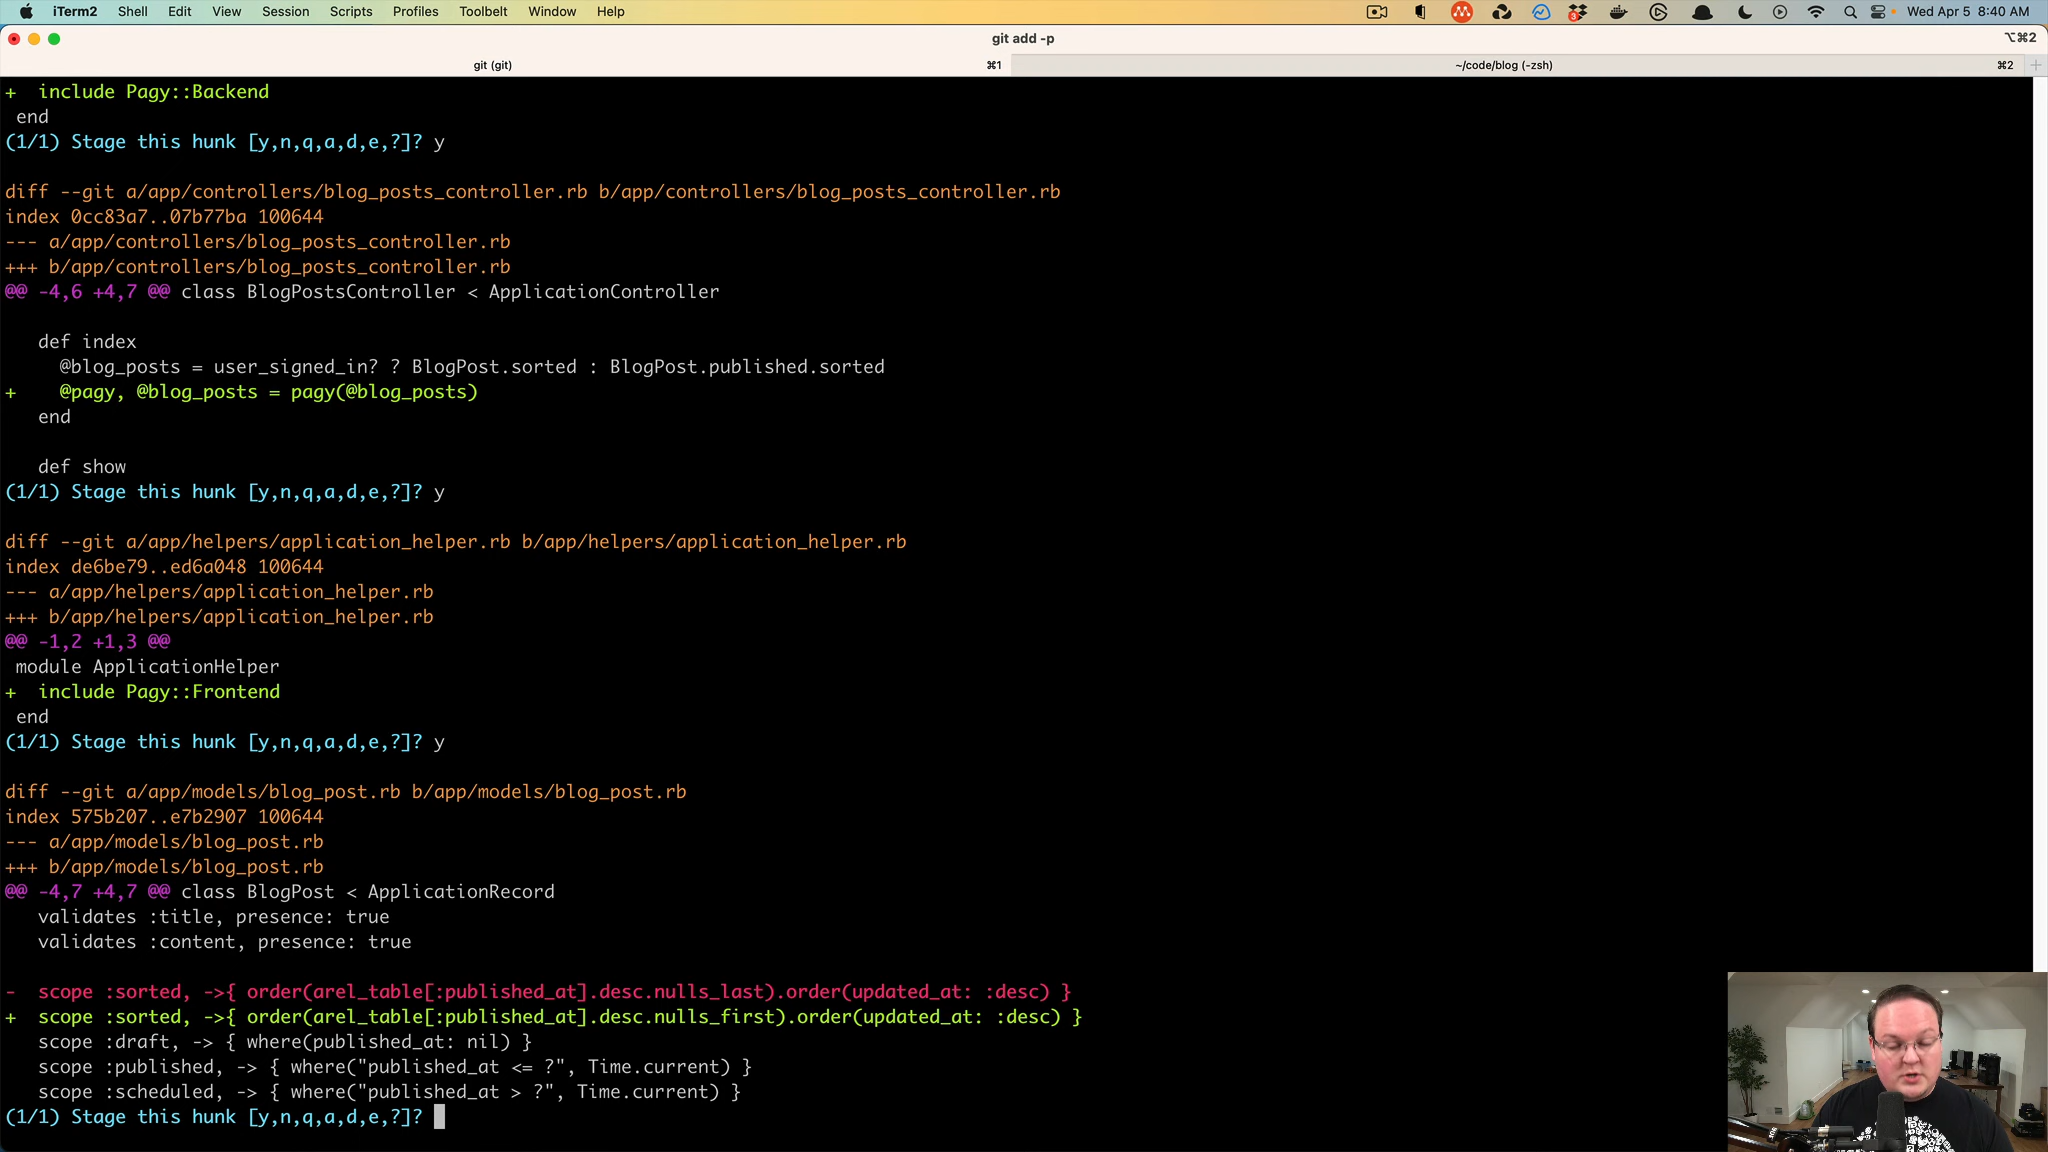 iTerm2 Shell Edit View Session Scripts Profiles Toolbelt Window Help
3
Wed Apr 5 8:40 AM
git add -p
⌥⌘2
git (git)
⌘1
~/code/blog (-zsh)
⌘2
+  include Pagy::Backend
 end
(1/1) Stage this hunk [y,n,q,a,d,e,?]? y
diff --git a/app/controllers/blog_posts_controller.rb b/app/controllers/blog_posts_controller.rb
index 0cc83a7..07b77ba 100644
--- a/app/controllers/blog_posts_controller.rb
+++ b/app/controllers/blog_posts_controller.rb
@@ -4,6 +4,7 @@ class BlogPostsController < ApplicationController
   def index
     @blog_posts = user_signed_in? ? BlogPost.sorted : BlogPost.published.sorted
+    @pagy, @blog_posts = pagy(@blog_posts)
   end
   def show
(1/1) Stage this hunk [y,n,q,a,d,e,?]? y
diff --git a/app/helpers/application_helper.rb b/app/helpers/application_helper.rb
index de6be79..ed6a048 100644
--- a/app/helpers/application_helper.rb
+++ b/app/helpers/application_helper.rb
@@ -1,2 +1,3 @@
 module ApplicationHelper
+  include Pagy::Frontend
 end
(1/1) Stage this hunk [y,n,q,a,d,e,?]? y
diff --git a/app/models/blog_post.rb b/app/models/blog_post.rb
index 575b207..e7b2907 100644
--- a/app/models/blog_post.rb
+++ b/app/models/blog_post.rb
@@ -4,7 +4,7 @@ class BlogPost < ApplicationRecord
   validates :title, presence: true
   validates :content, presence: true
-  scope :sorted, ->{ order(arel_table[:published_at].desc.nulls_last).order(updated_at: :desc) }
+  scope :sorted, ->{ order(arel_table[:published_at].desc.nulls_first).order(updated_at: :desc) }
   scope :draft, -> { where(published_at: nil) }
   scope :published, -> { where("published_at <= ?", Time.current) }
   scope :scheduled, -> { where("published_at > ?", Time.current) }
(1/1) Stage this hunk [y,n,q,a,d,e,?]?